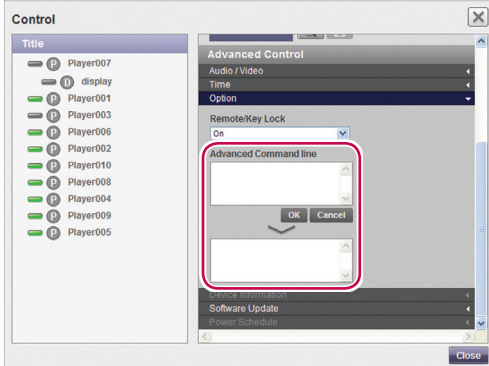 Control
Title
P Player007
D display
P Player001
P Player003
P Player006
P Player002
P Player010
P Player008
P Player004
P Player009
P Player005
Advanced Control
Audio / Video
Time
Option
Remote/Key Lock
On
Advanced Command line
OK Cancel
Device Information
Software Update
Power Schedule
Close